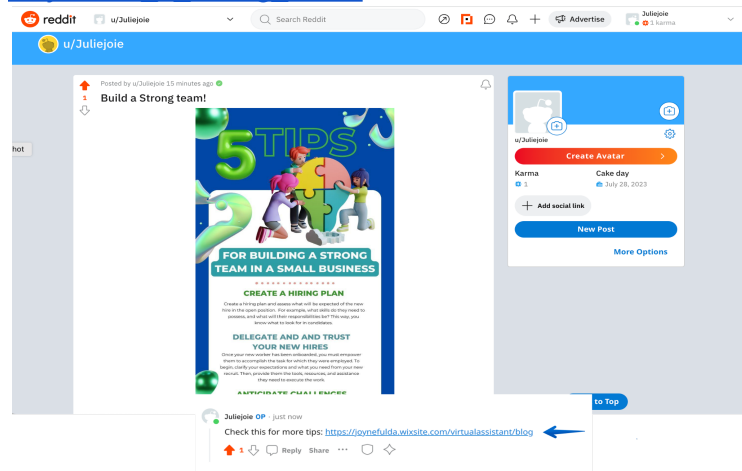 reddit
u/Juliejoie
Search Reddit
Advertise
Juliejoie
1 karma
u/Juliejoie
Posted by u/Juliejoie 15 minutes ago
1
Build a Strong team!
hot
5 TIPS
FOR BUILDING A STRONG
TEAM IN A SMALL BUSINESS
CREATE A HIRING PLAN
Create a hiring plan and assess what will be expected of the new
hire in the open position. For example, what skills do they need to
possess, and what will their responsibilities be? This way, you
know what to look for in candidates.
DELEGATE AND AND TRUST
YOUR NEW HIRES
Once your new worker has been onboarded, you must empower
them to accomplish the task for which they were employed. To
begin, clarify your expectations and what you need from your new
recruit. Then, provide them the tools, resources, and assistance
they need to execute the work.
ANTICIPATE CHALLENGES
u/Juliejoie
Create Avatar
Karma Cake day
1 July 28, 2023
Add social link
New Post
More Options
to Top
Juliejoie OP · just now
Check this for more tips: https://joynefulda.wixsite.com/virtualassistant/blog
1 Reply Share